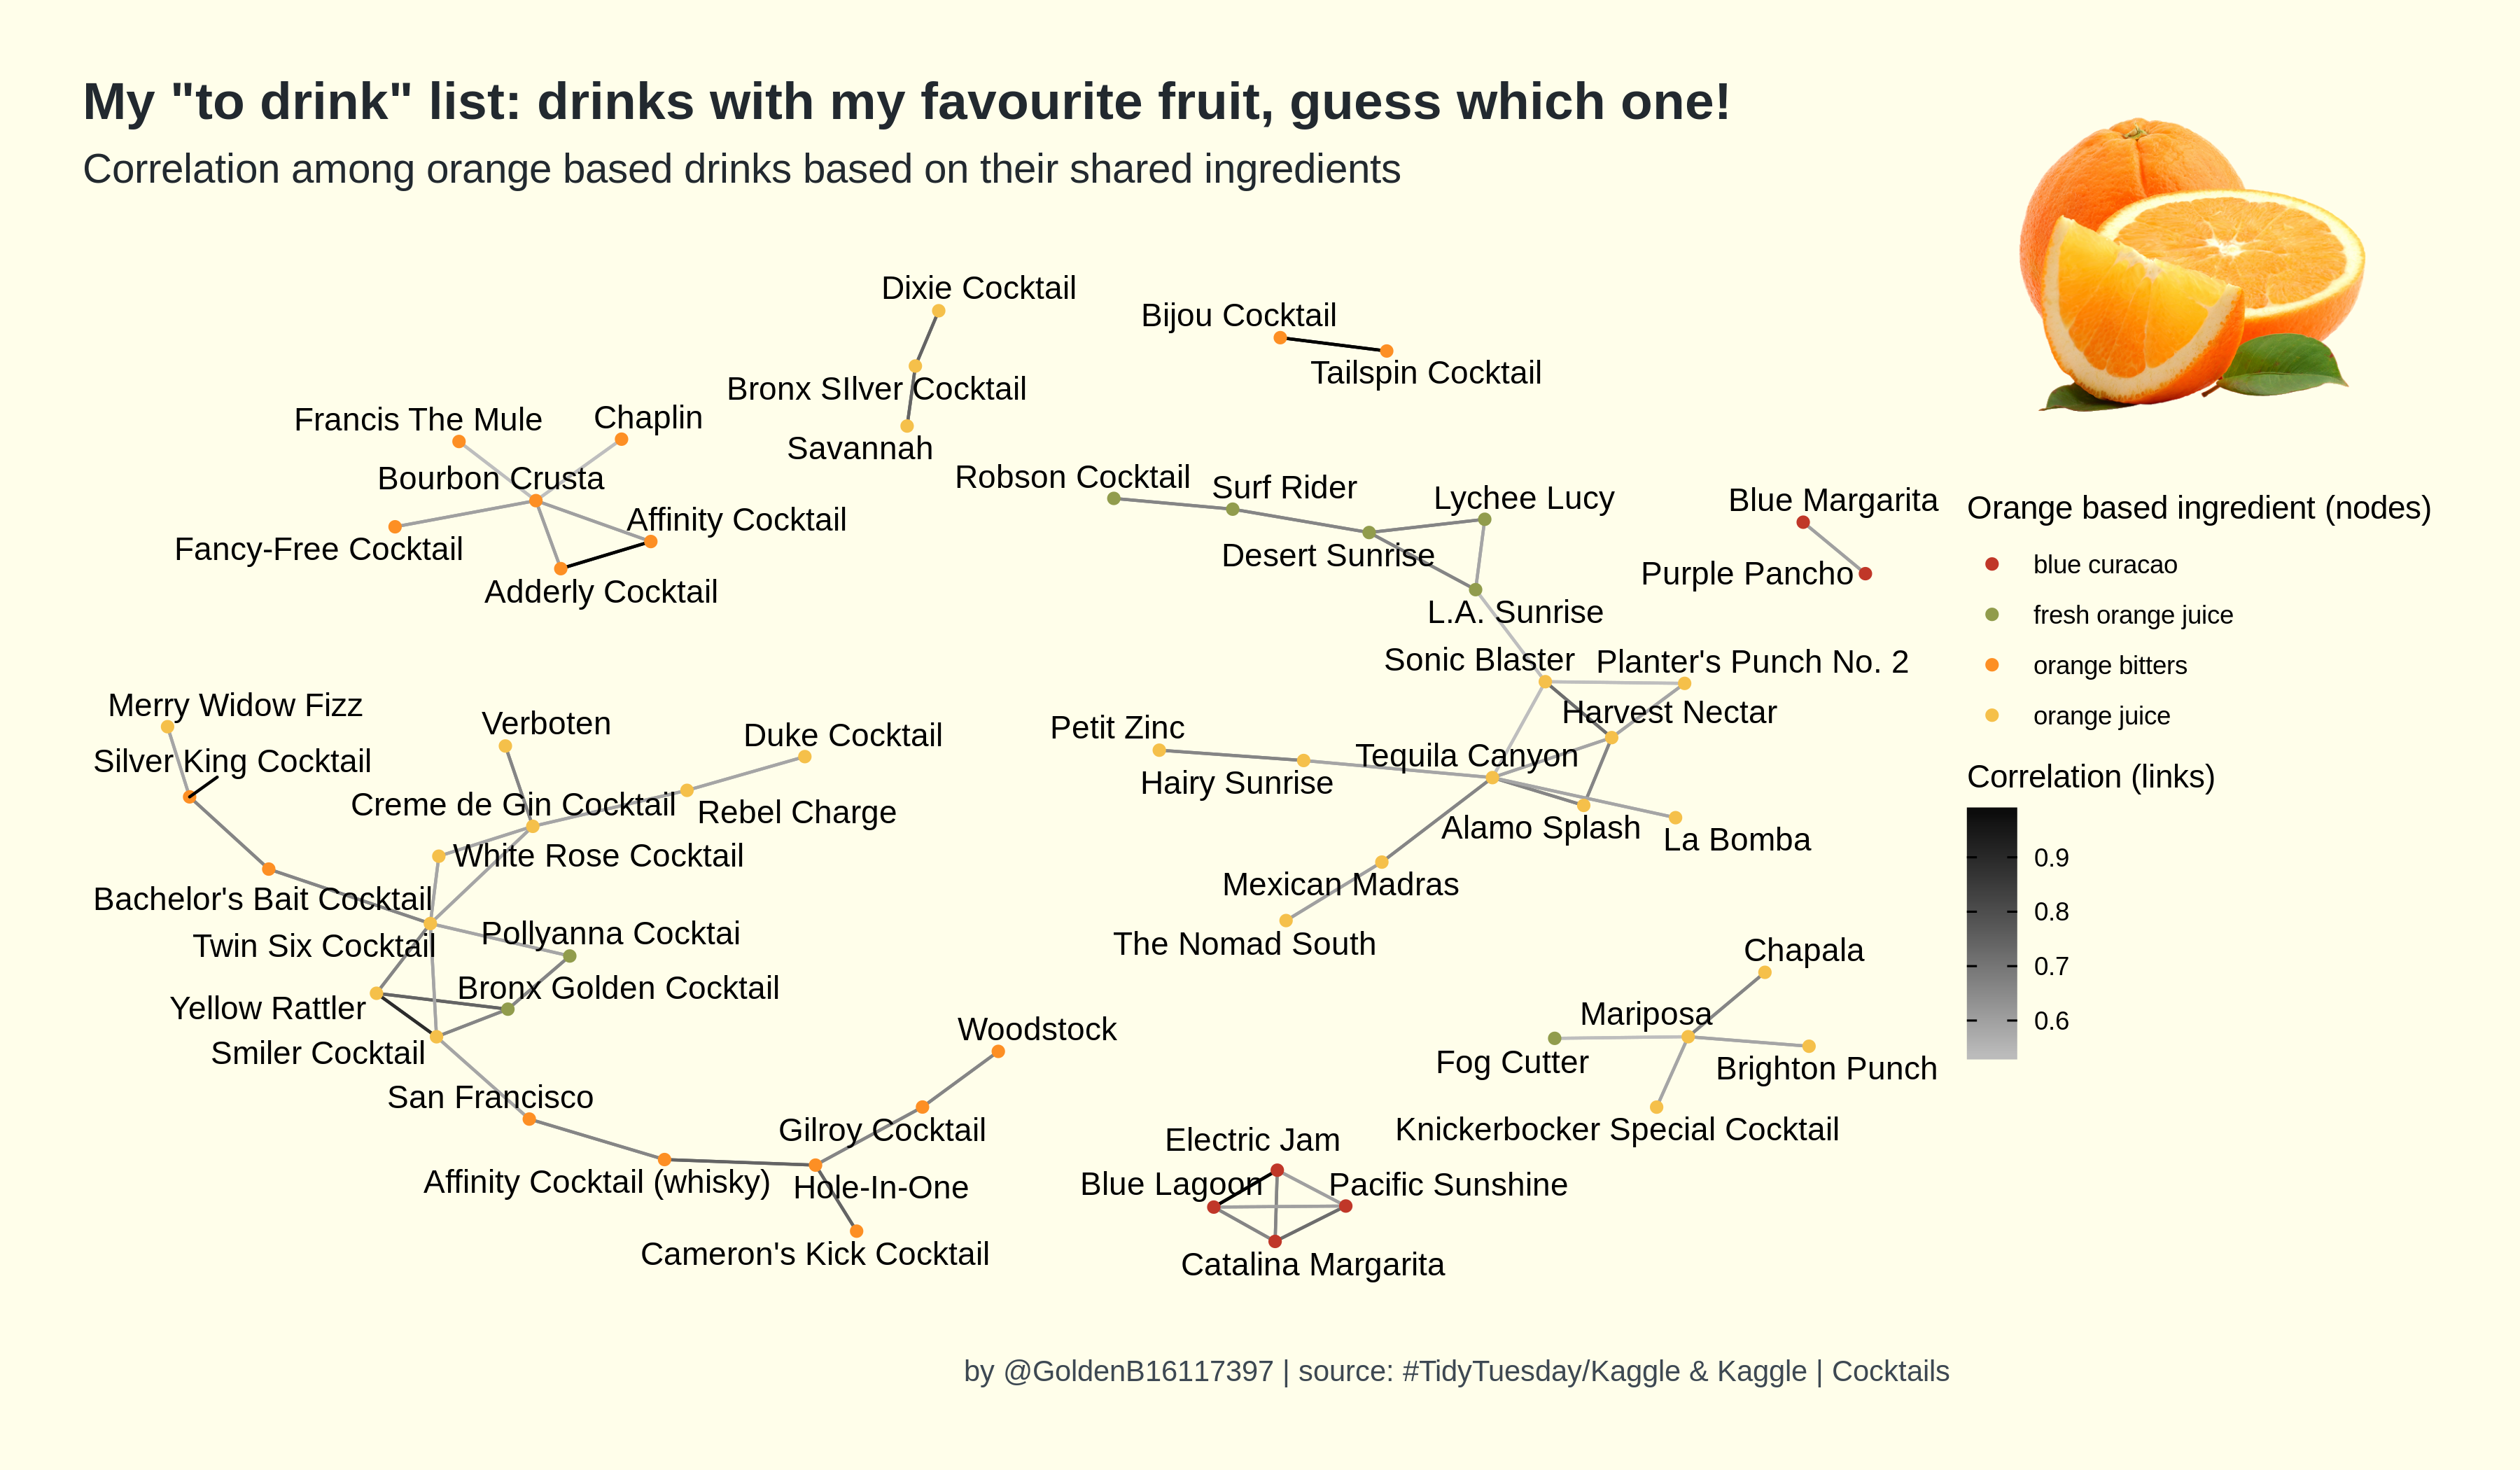 My "to drink" list: drinks with my favourite fruit, guess which one!
Correlation among orange based drinks based on their shared ingredients
Dixie Cocktail
Bijou Cocktail
Tailspin Cocktail
Bronx SIlver Cocktail
Savannah
Francis The Mule
Chaplin
Bourbon Crusta
Affinity Cocktail
Fancy-Free Cocktail
Adderly Cocktail
Robson Cocktail
Surf Rider
Lychee Lucy
Desert Sunrise
L.A. Sunrise
Blue Margarita
Purple Pancho
Sonic Blaster
Planter's Punch No. 2
Harvest Nectar
Petit Zinc
Hairy Sunrise
Tequila Canyon
Alamo Splash
La Bomba
Mexican Madras
The Nomad South
Merry Widow Fizz
Silver King Cocktail
Verboten
Duke Cocktail
Creme de Gin Cocktail
Rebel Charge
White Rose Cocktail
Bachelor's Bait Cocktail
Twin Six Cocktail
Pollyanna Cocktai
Bronx Golden Cocktail
Yellow Rattler
Smiler Cocktail
San Francisco
Woodstock
Gilroy Cocktail
Affinity Cocktail (whisky)
Hole-In-One
Cameron's Kick Cocktail
Chapala
Mariposa
Fog Cutter
Brighton Punch
Knickerbocker Special Cocktail
Electric Jam
Blue Lagoon
Pacific Sunshine
Catalina Margarita
Orange based ingredient (nodes)
blue curacao
fresh orange juice
orange bitters
orange juice
Correlation (links)
0.9
0.8
0.7
0.6
by @GoldenB16117397 | source: #TidyTuesday/Kaggle & Kaggle | Cocktails